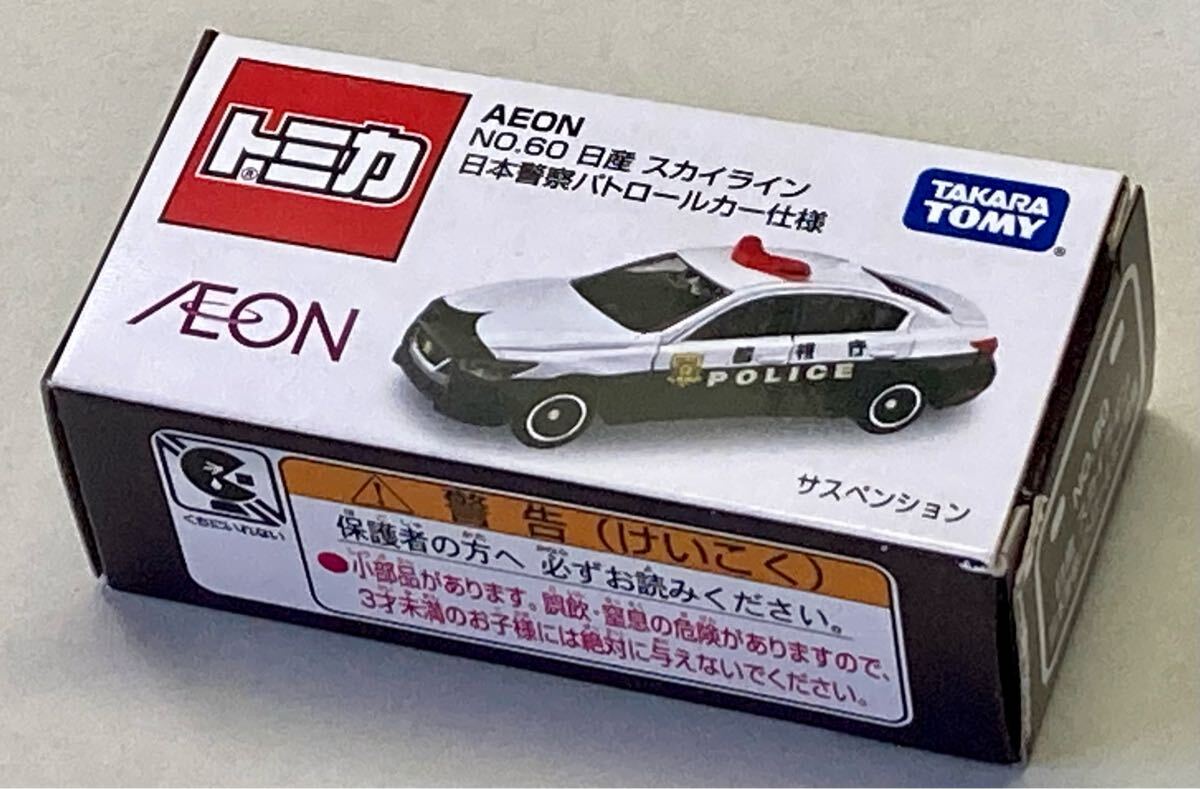 トミカ®
AEON
NO.60 日産 スカイライン
日本警察パトロールカー仕様
TAKARA
TOMY®
ÆON
警視庁
POLICE
サスペンション
くちにいれない
警告(けいこく)
保護者の方へ 必ずお読みください。
●小部品があります。誤飲・窒息の危険がありますので、
3才未満のお子様には絶対に与えないでください。
NO.60